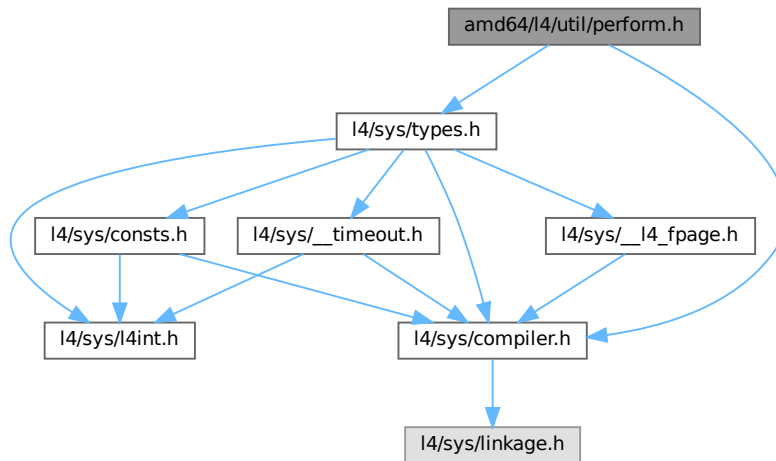 amd64/l4/util/perform.h
l4/sys/types.h
l4/sys/consts.h
l4/sys/__timeout.h
l4/sys/__l4_fpage.h
l4/sys/l4int.h
l4/sys/compiler.h
l4/sys/linkage.h